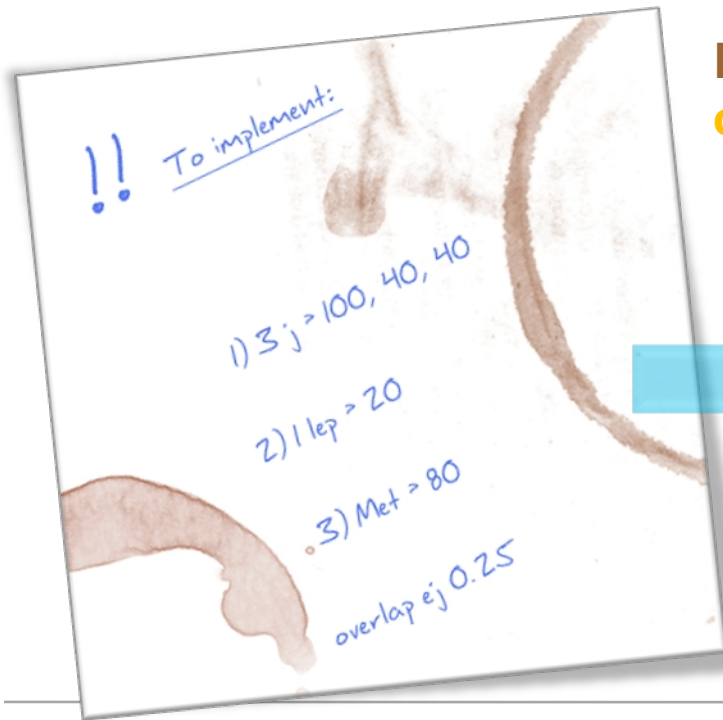 !! To implement:
1) 3 j > 100, 40, 40
2) 1 lep > 20
3) Met > 80
overlap ej 0.25